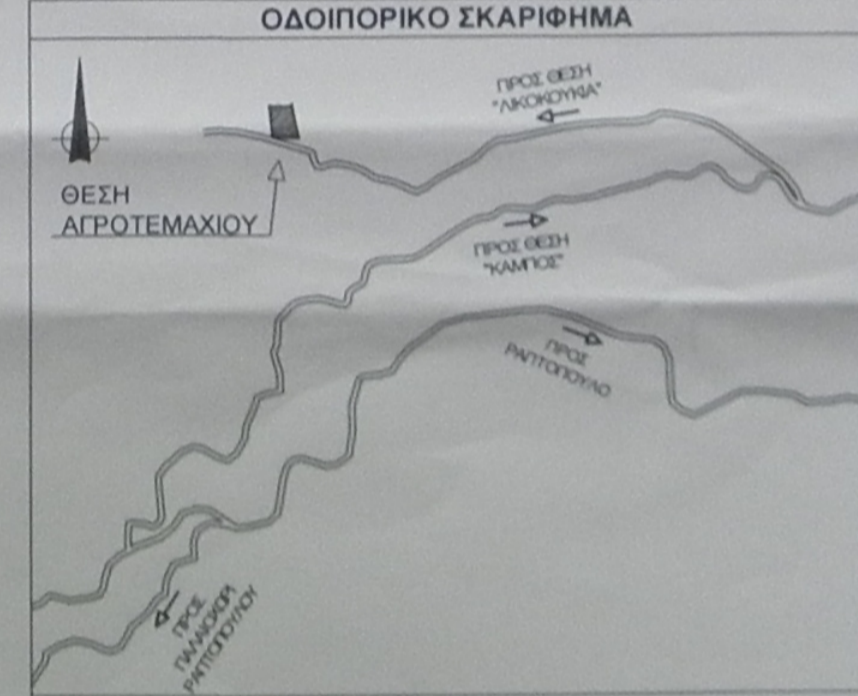 ΟΔΟΙΠΟΡΙΚΟ ΣΚΑΡΙΦΗΜΑ
ΠΡΟΣ ΘΕΣΗ
"ΛΙΚΟΚΟΥΚΙΑ"
ΘΕΣΗ
ΑΓΡΟΤΕΜΑΧΙΟΥ
ΠΡΟΣ ΘΕΣΗ
"ΚΑΜΠΟΣ"
ΠΡΟΣ
ΡΑΠΤΟΠΟΥΛΟ
ΠΡΟΣ
ΠΑΛΑΙΟΧΩΡΙ
ΡΑΠΤΟΠΟΥΛΟΥ